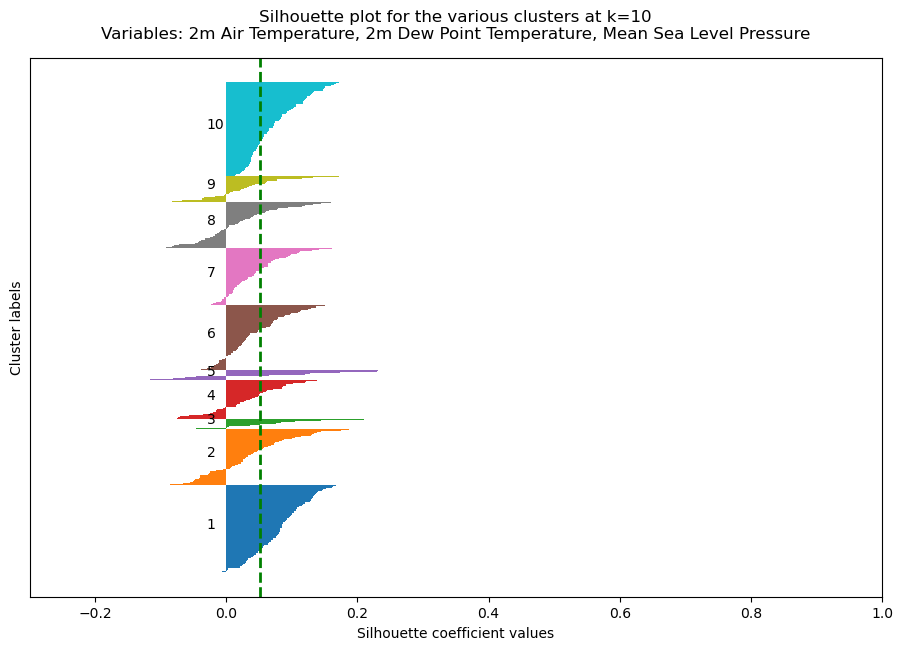 Silhouette plot for the various clusters at k=10
Variables: 2m Air Temperature, 2m Dew Point Temperature, Mean Sea Level Pressure
Cluster labels
10
9
8
7
6
5
4
3
2
1
−0.2 0.0 0.2 0.4 0.6 0.8 1.0
Silhouette coefficient values